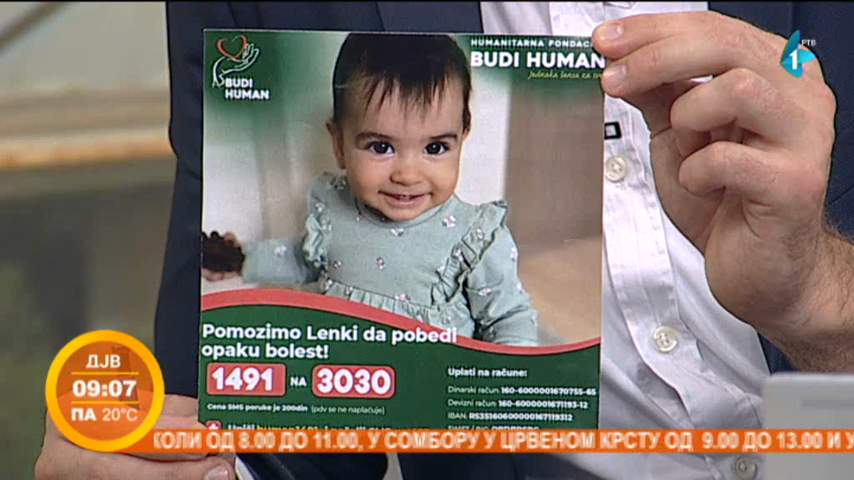 BUDI
HUMAN
HUMANITARNA
BUDI HUMAN
РТВ
1
Pomozimo Lenki da pobedi
opaku bolest!
1491 NA 3030
Cena SMS poruke je 200din (pdv se ne naplaćuje)
Uplati na račune:
Dinarski račun 160-6000001670755-65
Devizni račun 160-6000001671193-12
IBAN: RS35160600000167119312
ДЈВ
09:07
ПА 20°C
КОЛИ ОД 8.00 ДО 11.00, У СОМБОРУ У ЦРВЕНОМ КРСТУ ОД 9.00 ДО 13.00 И У